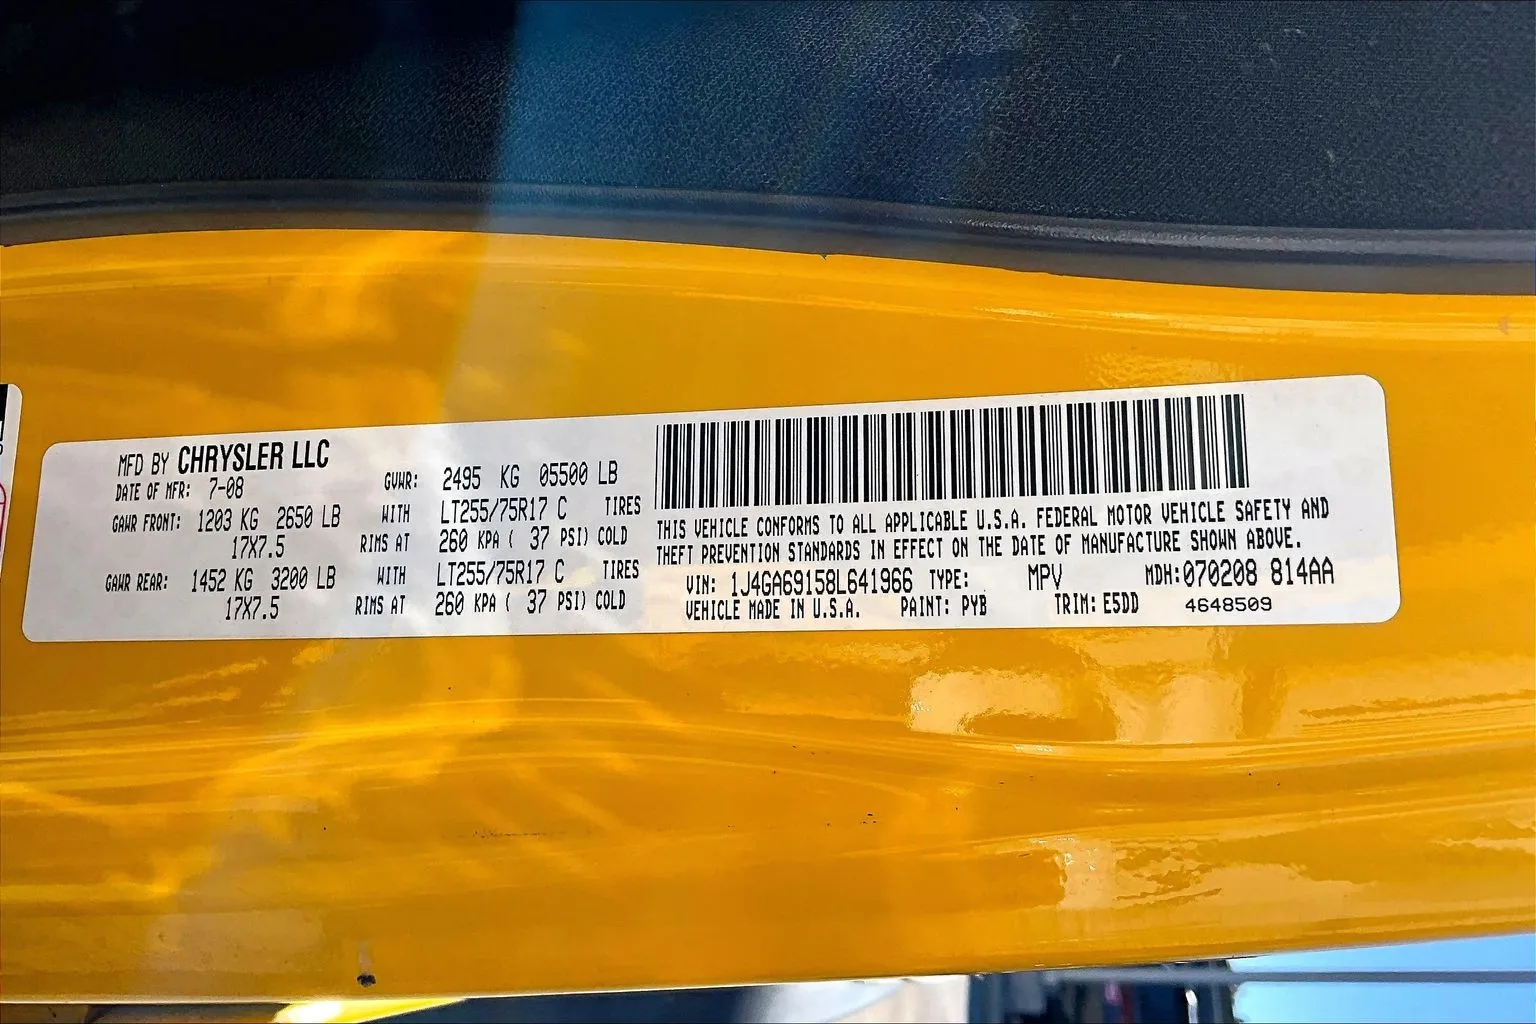 MFD BY CHRYSLER LLC
DATE OF MFR: 7-08 GVWR: 2495 KG 05500 LB
GAWR FRONT: 1203 KG 2650 LB WITH LT255/75R17 C TIRES
17X7.5 RIMS AT 260 KPA ( 37 PSI) COLD
GAWR REAR: 1452 KG 3200 LB WITH LT255/75R17 C TIRES
17X7.5 RIMS AT 260 KPA ( 37 PSI) COLD
THIS VEHICLE CONFORMS TO ALL APPLICABLE U.S.A. FEDERAL MOTOR VEHICLE SAFETY AND
THEFT PREVENTION STANDARDS IN EFFECT ON THE DATE OF MANUFACTURE SHOWN ABOVE.
VIN: 1J4GA69158L641966 TYPE: MPV MDH:070208 814AA
VEHICLE MADE IN U.S.A. PAINT: PYB TRIM: E5DD 4648509